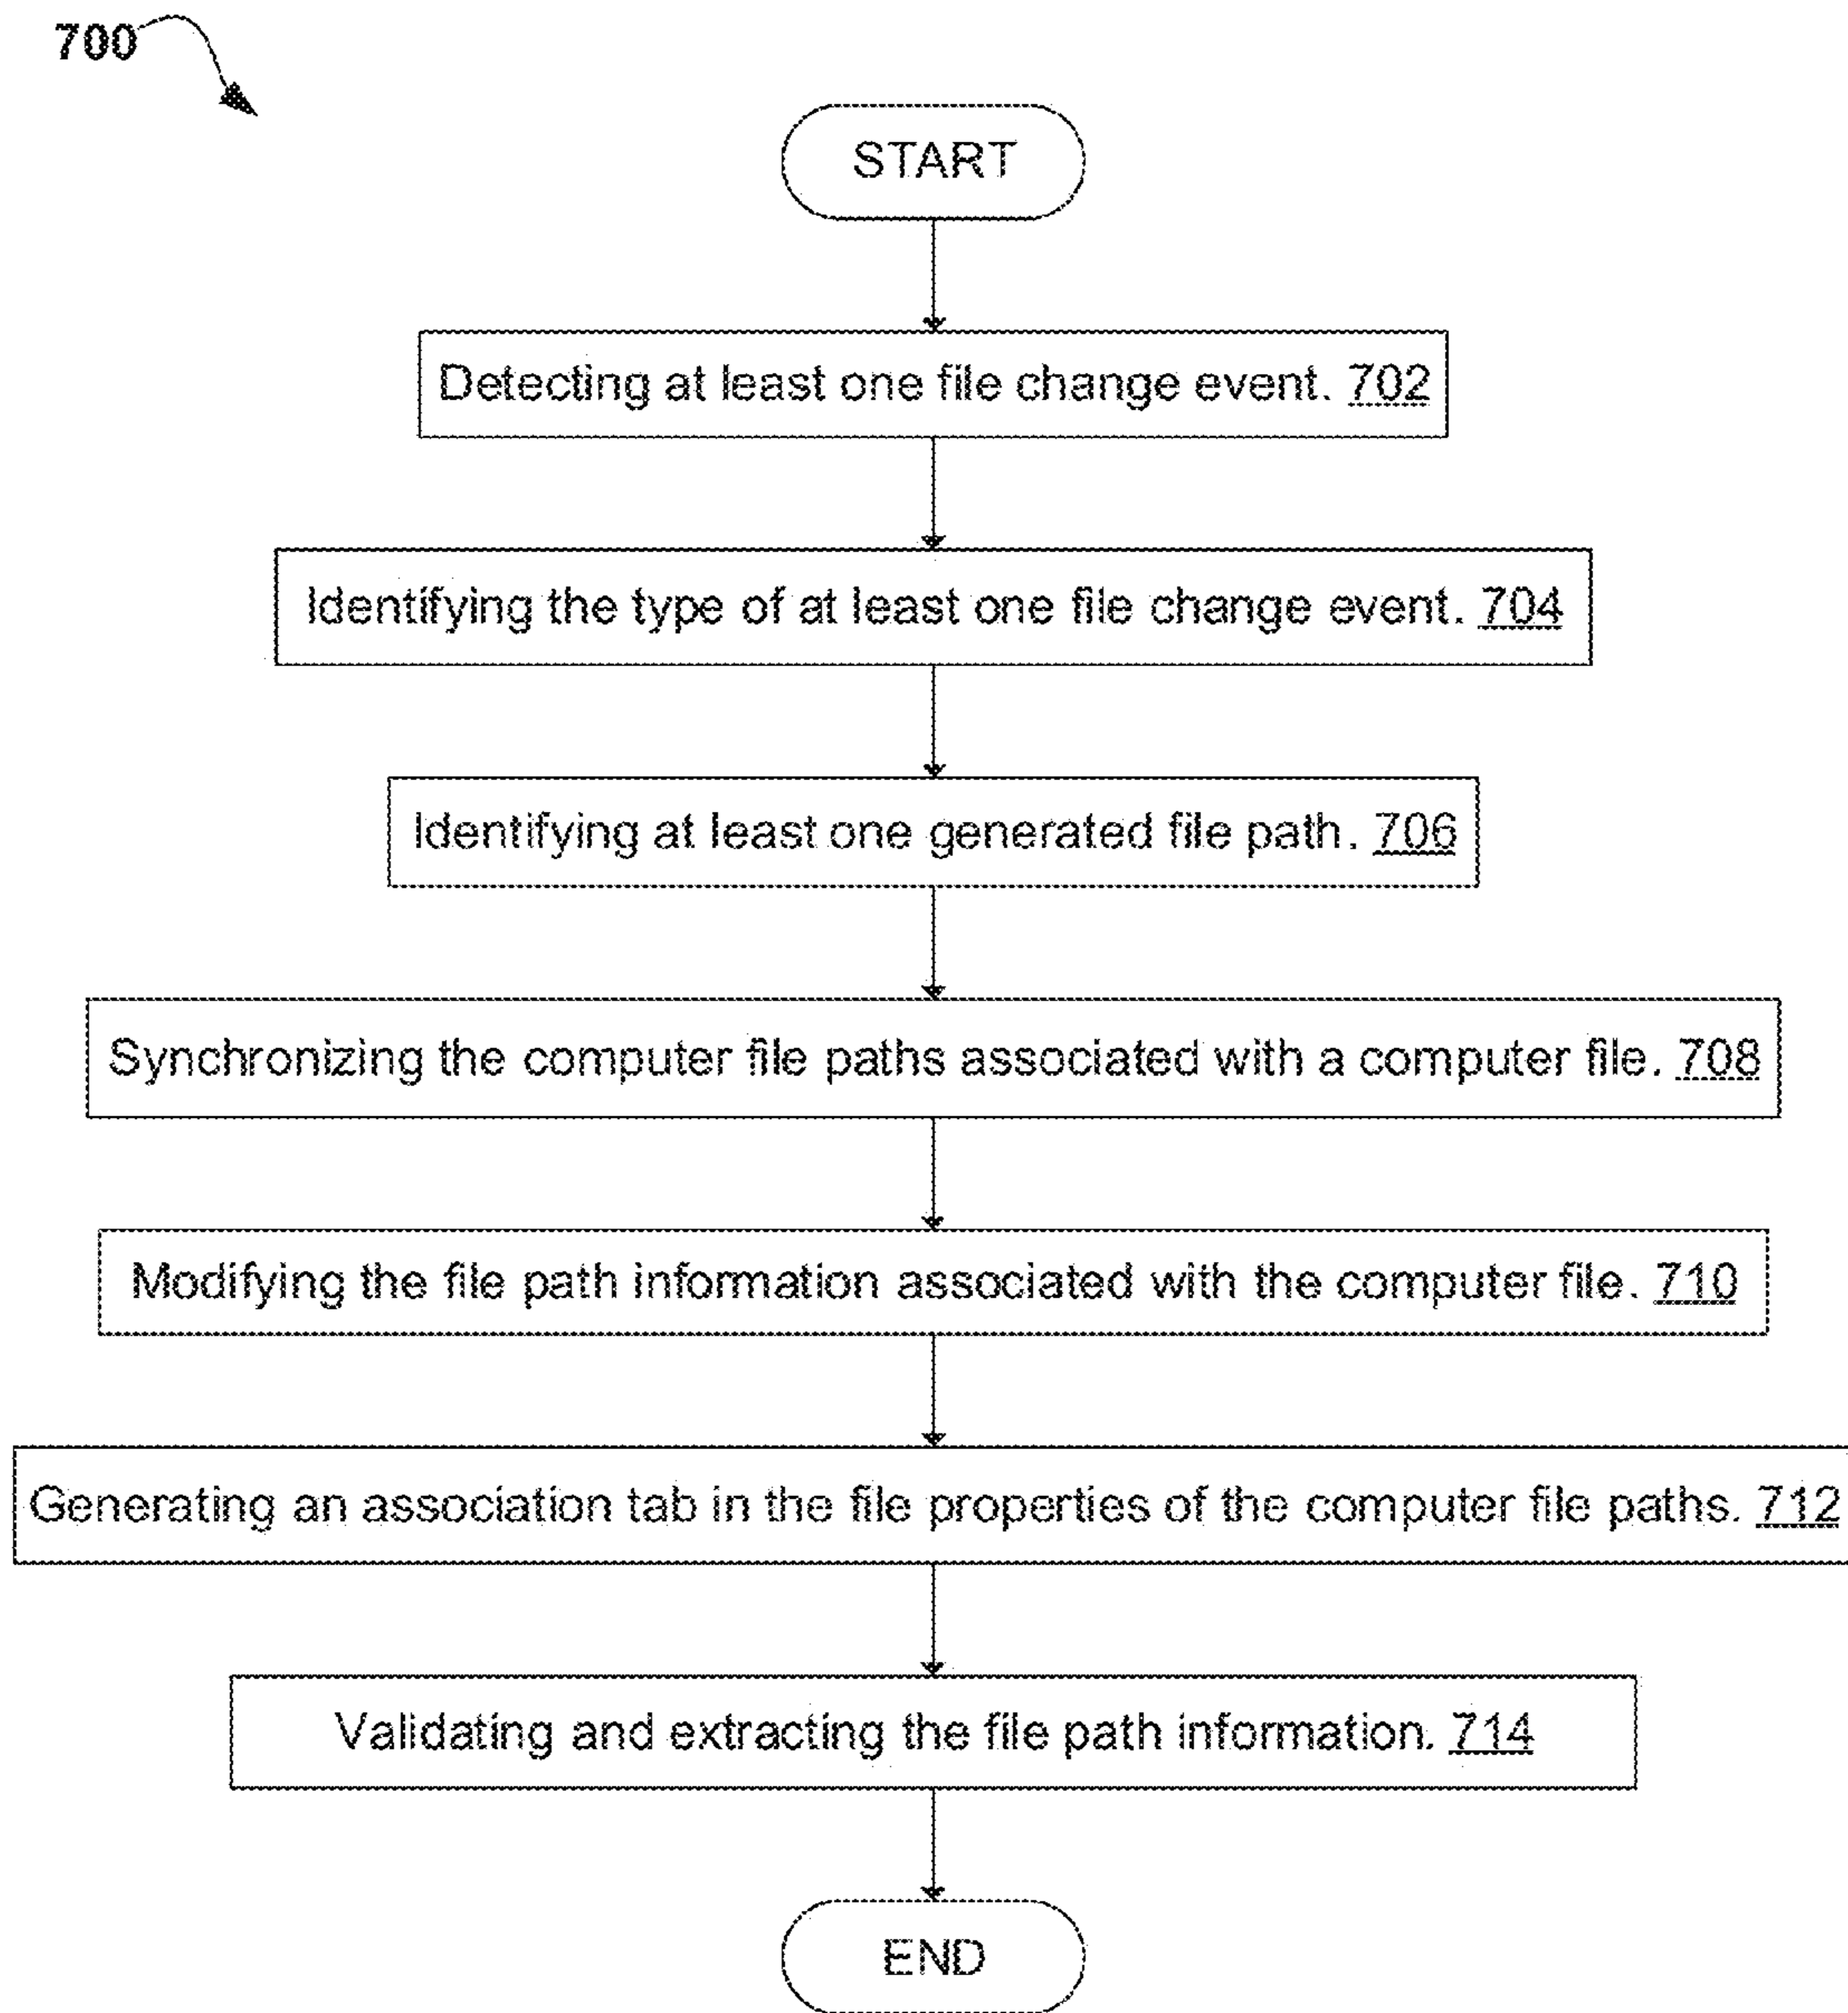 700
START
Detecting at least one file change event. 702
Identifying the type of at least one file change event. 704
Identifying at least one generated file path. 706
Synchronizing the computer file paths associated with a computer file. 708
Modifying the file path information associated with the computer file. 710
Generating an association tab in the file properties of the computer file paths. 712
Validating and extracting the file path information. 714
END